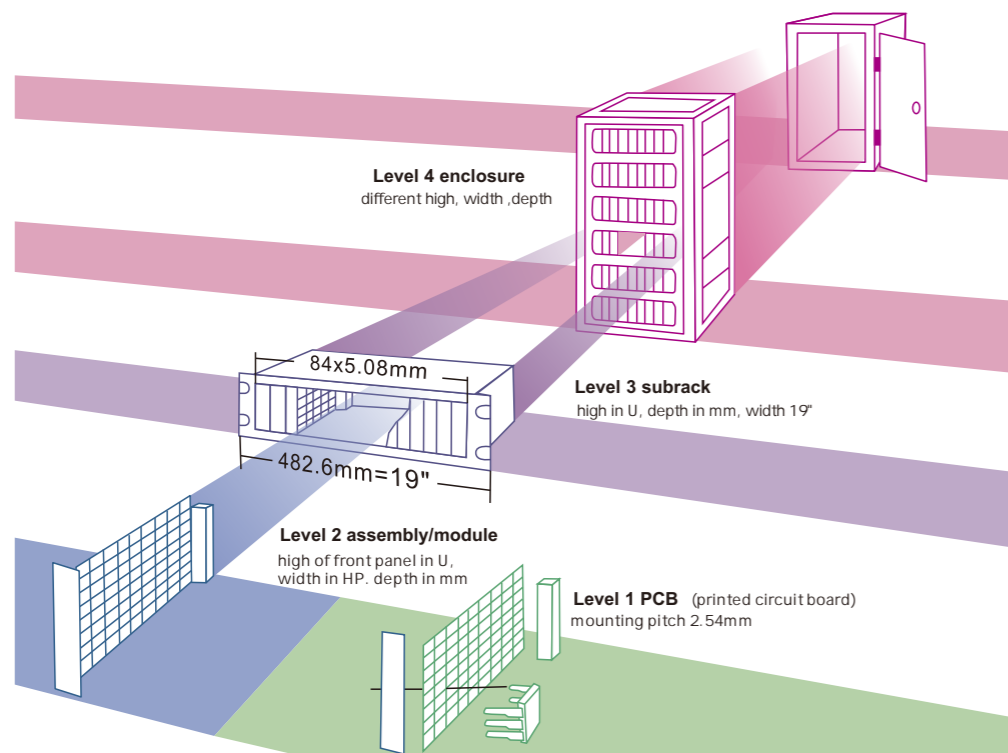 Level 4 enclosure
different high, width ,depth
84x5.08mm
Level 3 subrack
high in U, depth in mm, width 19"
482.6mm=19"
Level 2 assembly/module
high of front panel in U,
width in HP. depth in mm
Level 1 PCB (printed circuit board)
mounting pitch 2.54mm